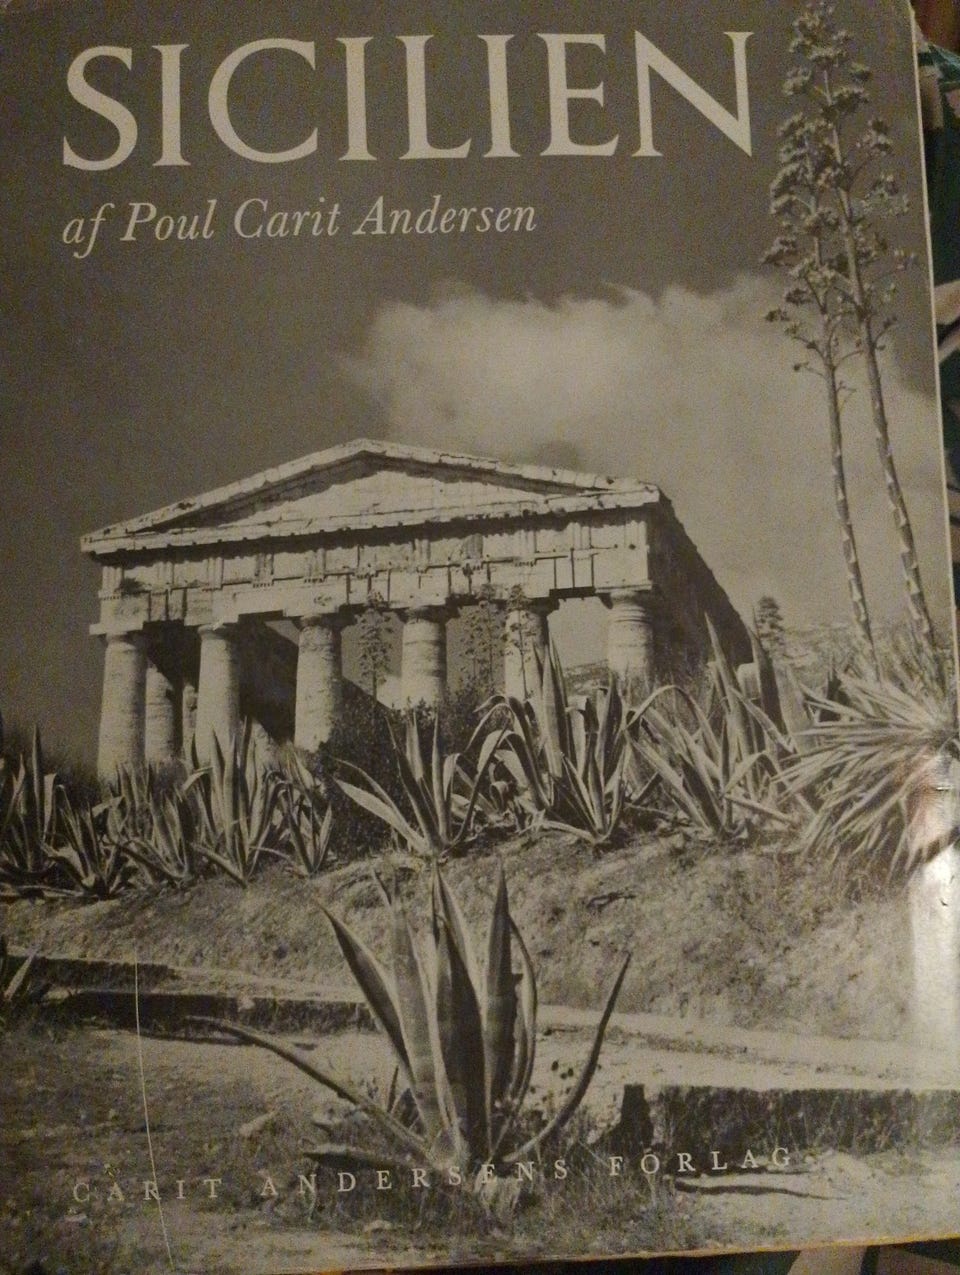 SICILIEN
af Poul Carit Andersen
CARIT ANDERSENS FORLAG